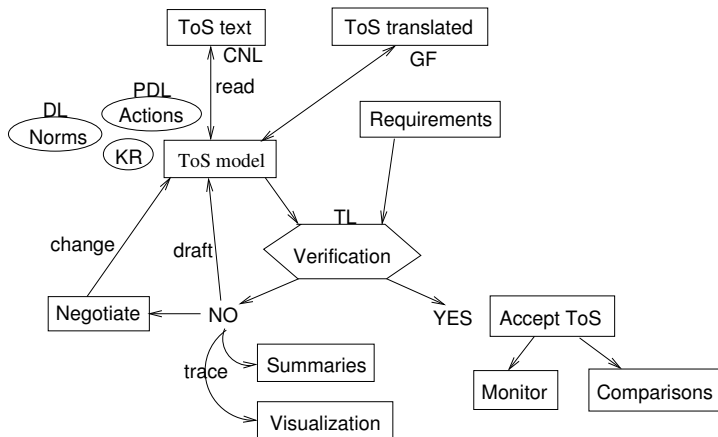 ToS text
ToS translated
CNL
GF
read
PDL
DL
Actions
Norms
Requirements
KR
ToS model
TL
change
draft
Verification
Negotiate
NO
YES
Accept ToS
trace
Summaries
Monitor
Comparisons
Visualization